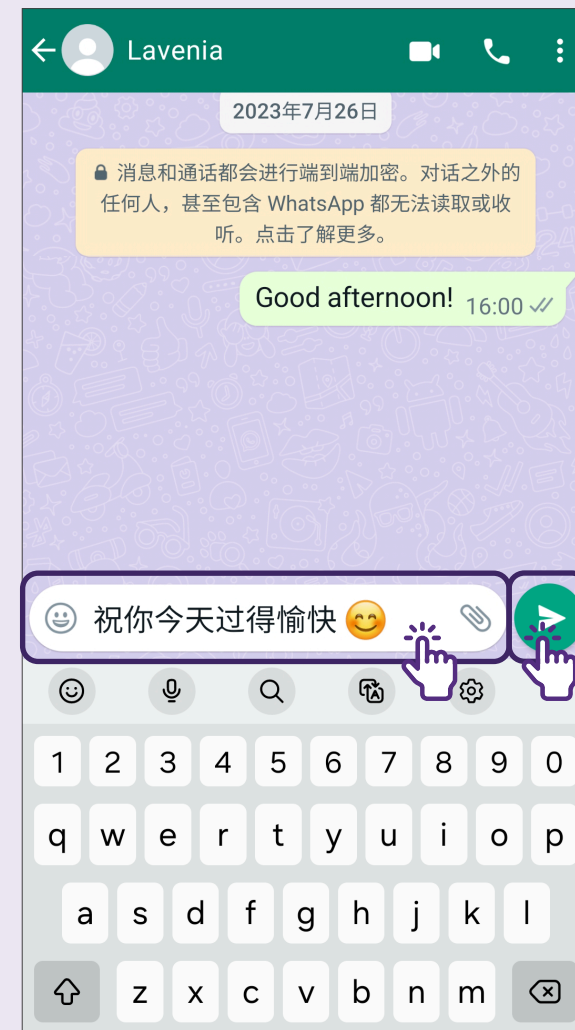 Lavenia
2023年7月26日
消息和通话都会进行端到端加密。对话之外的
任何人，甚至包含 WhatsApp 都无法读取或收
听。点击了解更多。
Good afternoon! 16:00
祝你今天过得愉快😊
1 2 3 4 5 6 7 8 9 0
q w e r t y u i o p
a s d f g h j k l
z x c v b n m